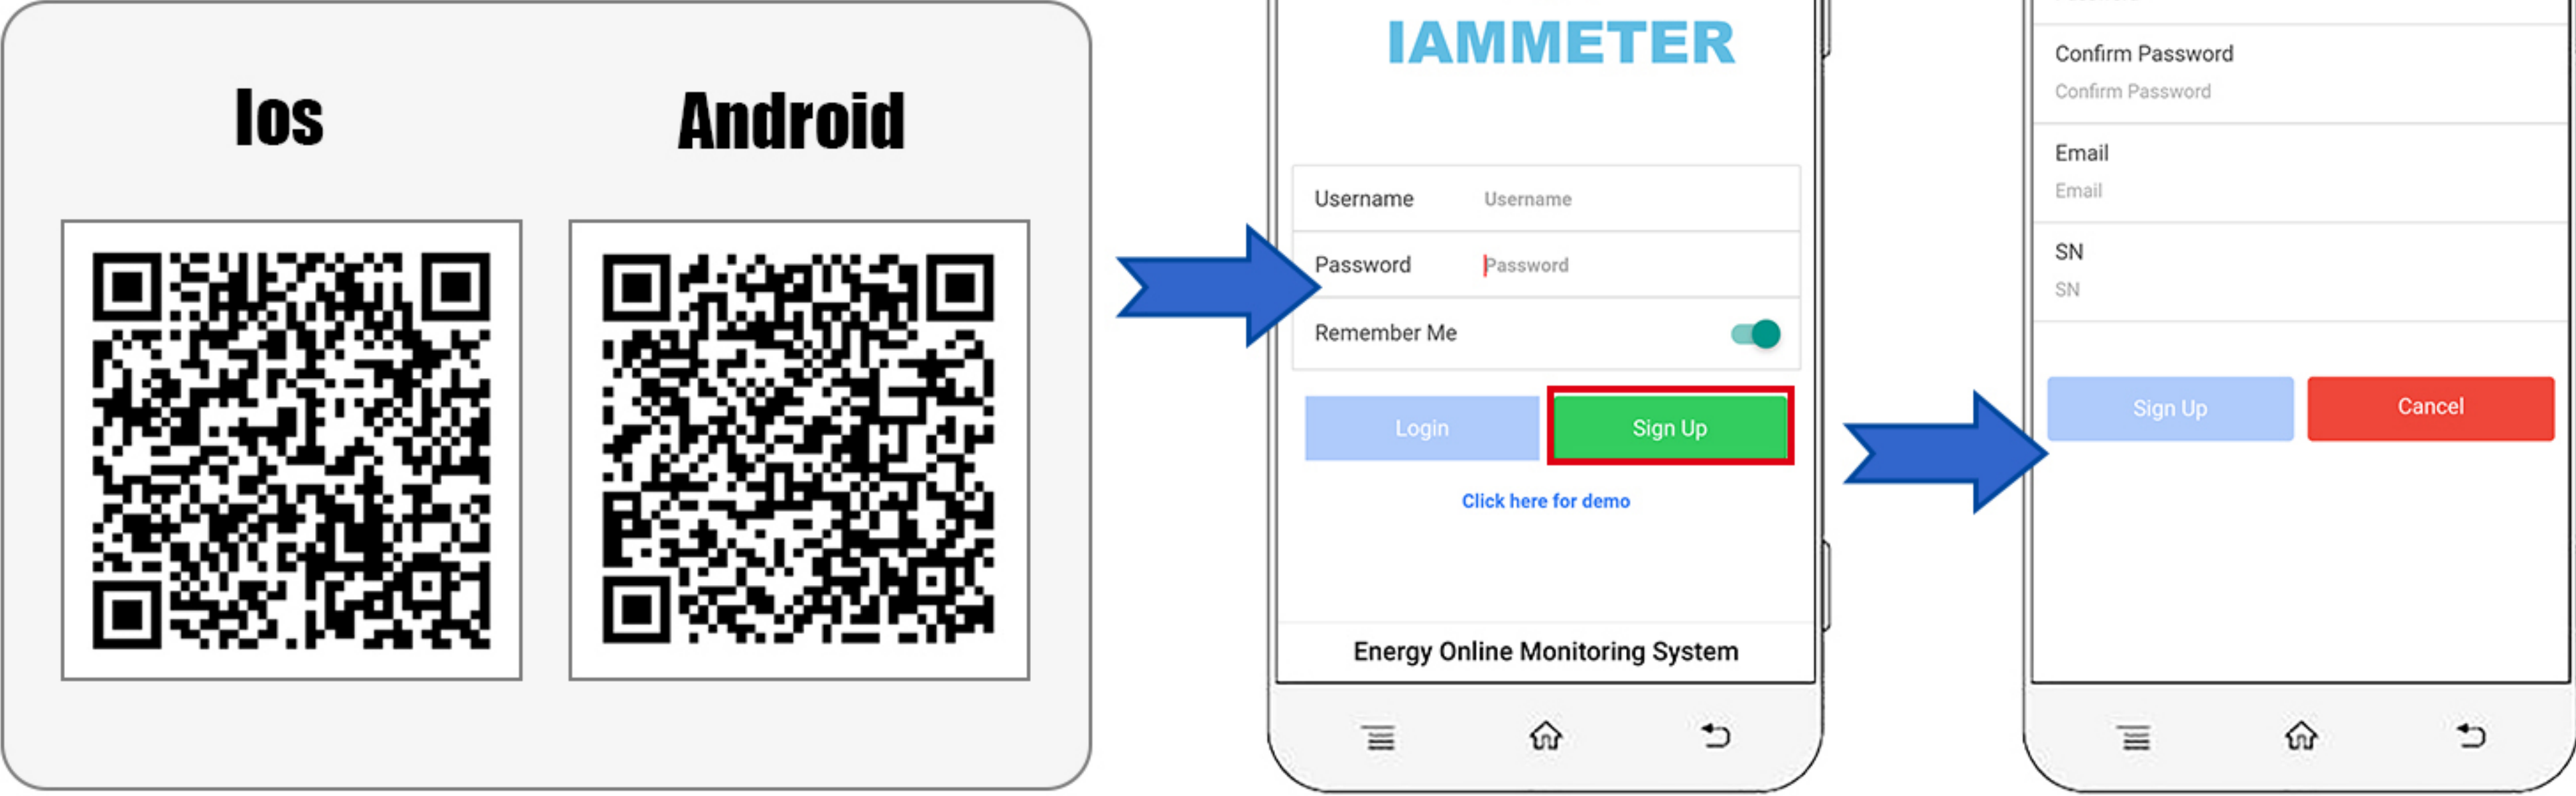 Ios
Android
IAMMETER
Username Username
Password Password
Remember Me
Login
Sign Up
Click here for demo
Energy Online Monitoring System
Confirm Password
Confirm Password
Email
Email
SN
SN
Sign Up
Cancel